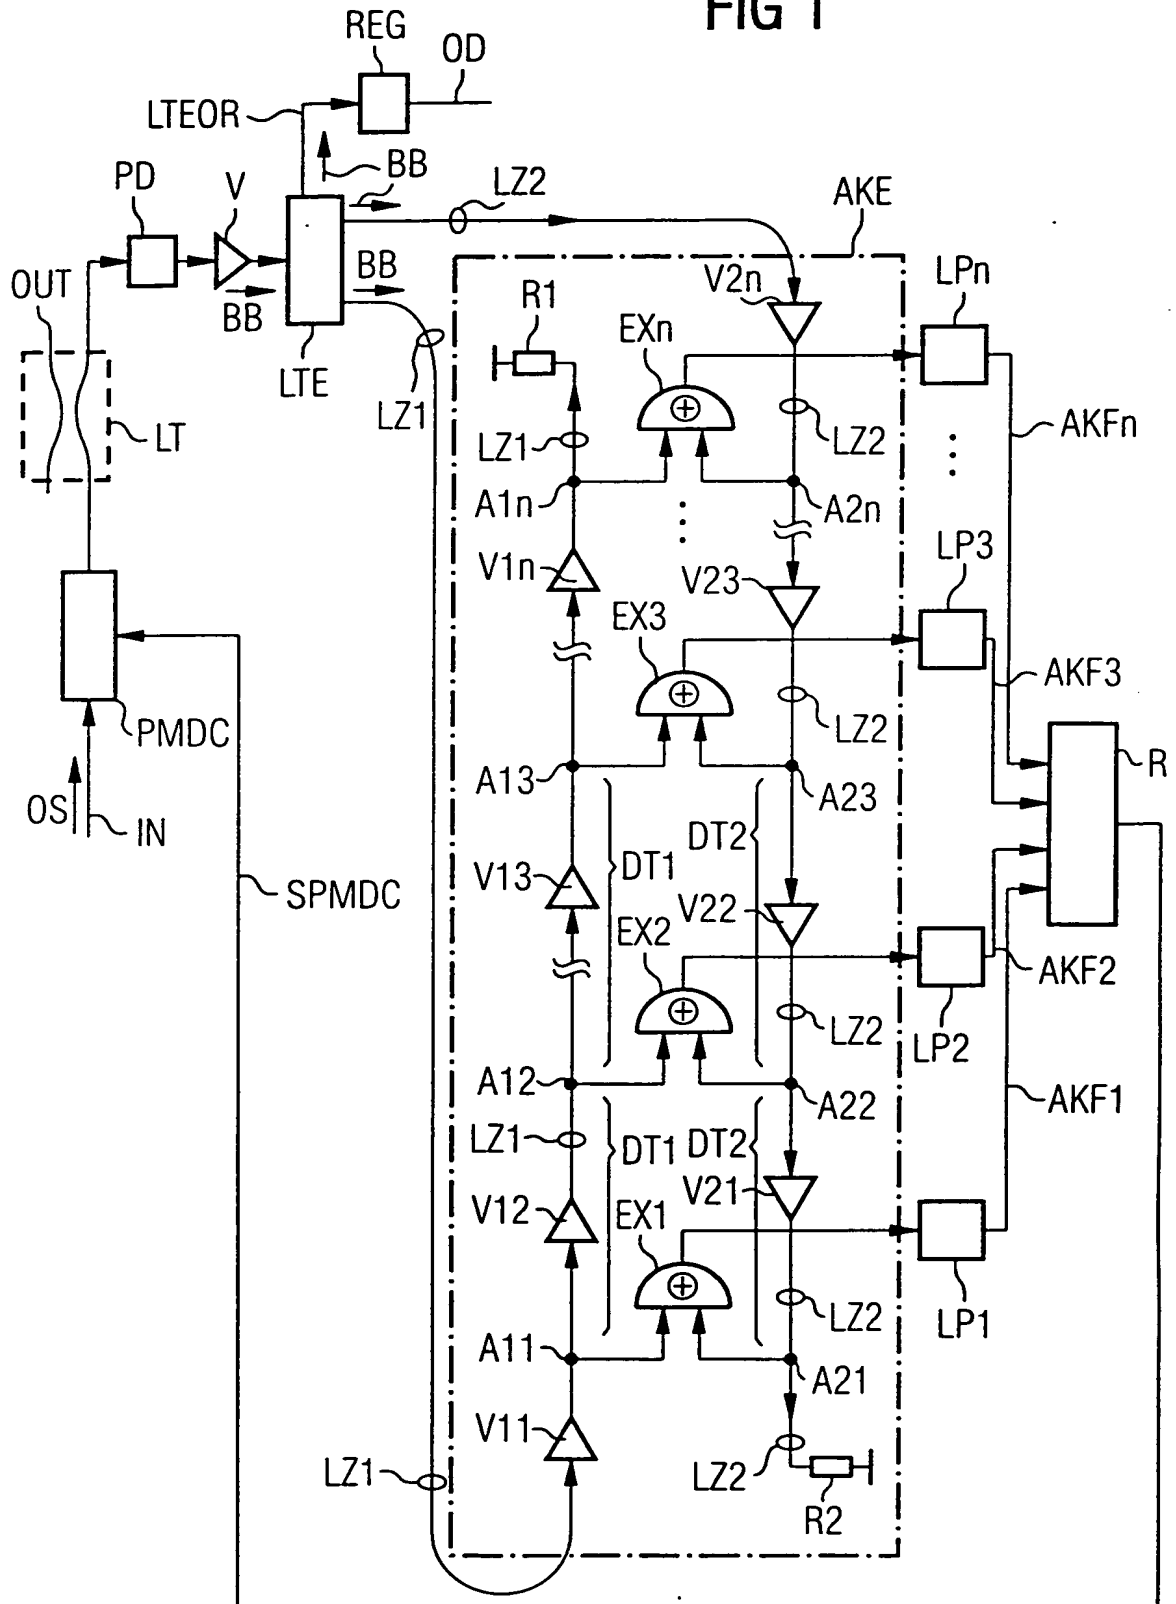 FIG 1
REG
OD
LTEOR
BB
PD
V
LZ2
AKE
OUT
BB
BB
LTE
LZ1
LT
R1
V2n
LPn
EXn
LZ1
LZ2
AKFn
A1n
A2n
V1n
V23
LP3
EX3
PMDC
LZ2
AKF3
OS
IN
A13
A23
R
DT1
DT2
V13
V22
SPMDC
EX2
LZ2
AKF2
LP2
A12
A22
AKF1
LZ1
DT1
DT2
V12
V21
EX1
LZ2
LP1
A11
A21
V11
LZ1
LZ2
R2